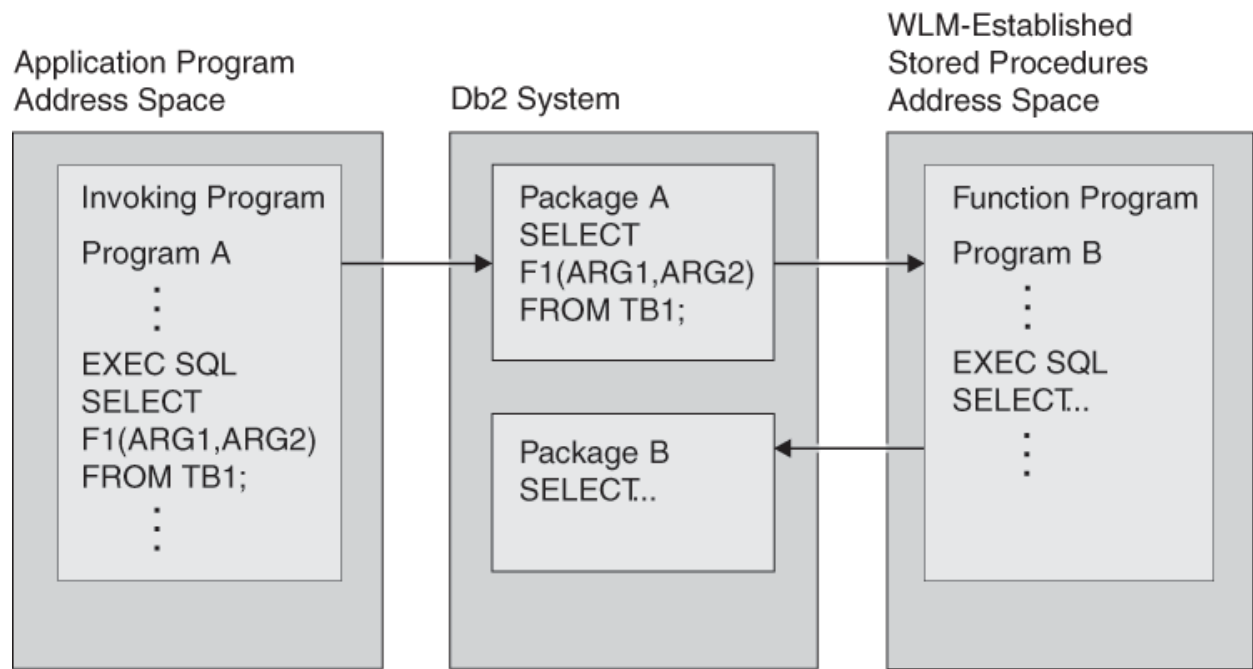 Application Program
Address Space
Invoking Program
Program A
EXEC SQL
SELECT
F1(ARG1,ARG2)
FROM TB1;
Db2 System
Package A
SELECT
F1(ARG1,ARG2)
FROM TB1;
Package B
SELECT...
WLM-Established
Stored Procedures
Address Space
Function Program
Program B
EXEC SQL
SELECT...